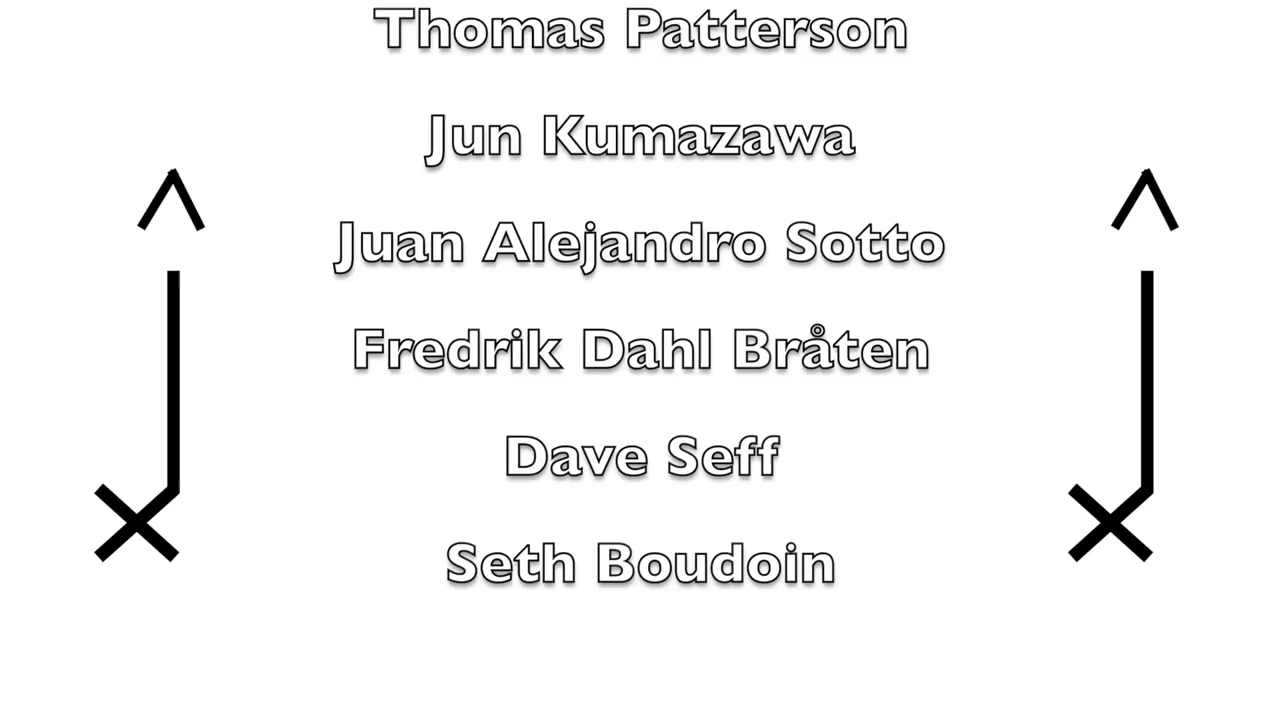 Thomas Patterson
Jun Kumazawa
Juan Alejandro Sotto
Fredrik Dahl Bråten
Dave Seff
Seth Boudoin